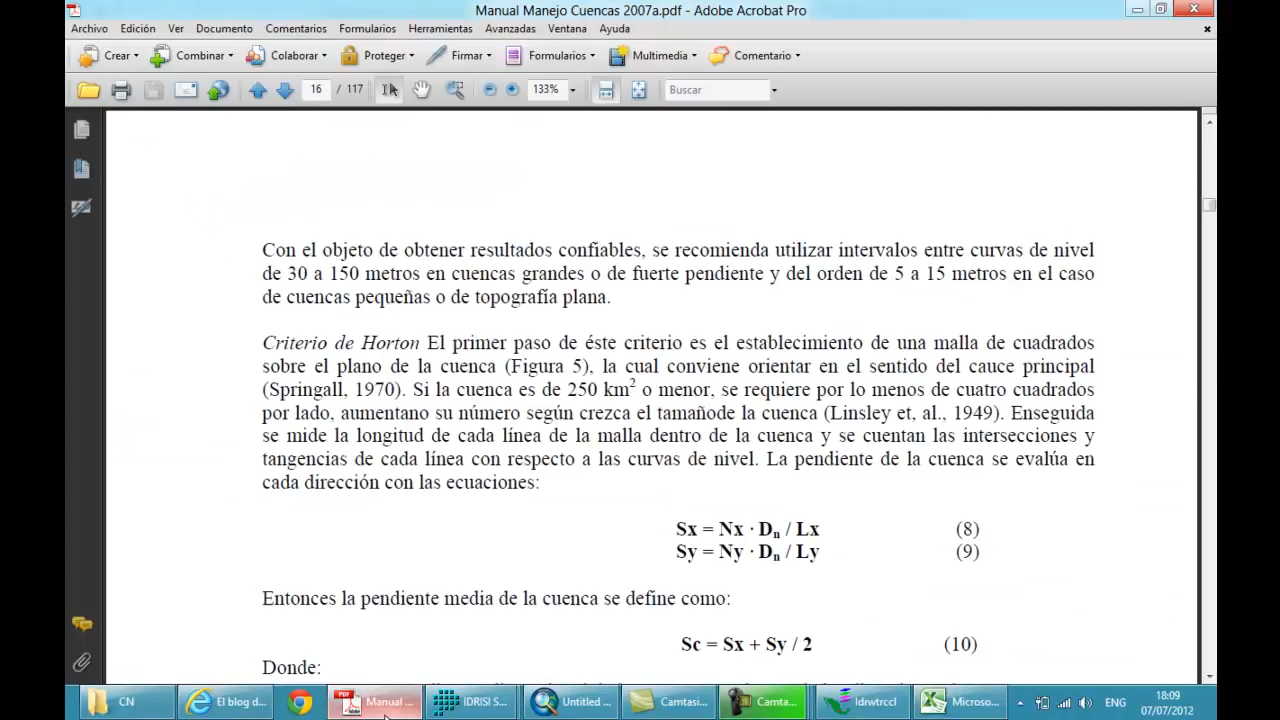 Manual Manejo Cuencas 2007a.pdf - Adobe Acrobat Pro
Archivo Edición Ver Documento Comentarios Formularios Herramientas Avanzadas Ventana Ayuda
Crear Combinar Colaborar Proteger Firmar Formularios Multimedia Comentario
16 / 117 133% Buscar
Con el objeto de obtener resultados confiables, se recomienda utilizar intervalos entre curvas de nivel
de 30 a 150 metros en cuencas grandes o de fuerte pendiente y del orden de 5 a 15 metros en el caso
de cuencas pequeñas o de topografía plana.
Criterio de Horton El primer paso de éste criterio es el establecimiento de una malla de cuadrados
sobre el plano de la cuenca (Figura 5), la cual conviene orientar en el sentido del cauce principal
(Springall, 1970). Si la cuenca es de 250 km² o menor, se requiere por lo menos de cuatro cuadrados
por lado, aumentano su número según crezca el tamañode la cuenca (Linsley et, al., 1949). Enseguida
se mide la longitud de cada línea de la malla dentro de la cuenca y se cuentan las intersecciones y
tangencias de cada línea con respecto a las curvas de nivel. La pendiente de la cuenca se evalúa en
cada dirección con las ecuaciones:
Sx = Nx · Dn / Lx (8)
Sy = Ny · Dn / Ly (9)
Entonces la pendiente media de la cuenca se define como:
Sc = Sx + Sy / 2 (10)
Donde:
CN El blog d... Manual ... IDRISI S... Untitled ... Camtasi... Camta... Idrwtrccl Microso... ENG 18:09
07/07/2012